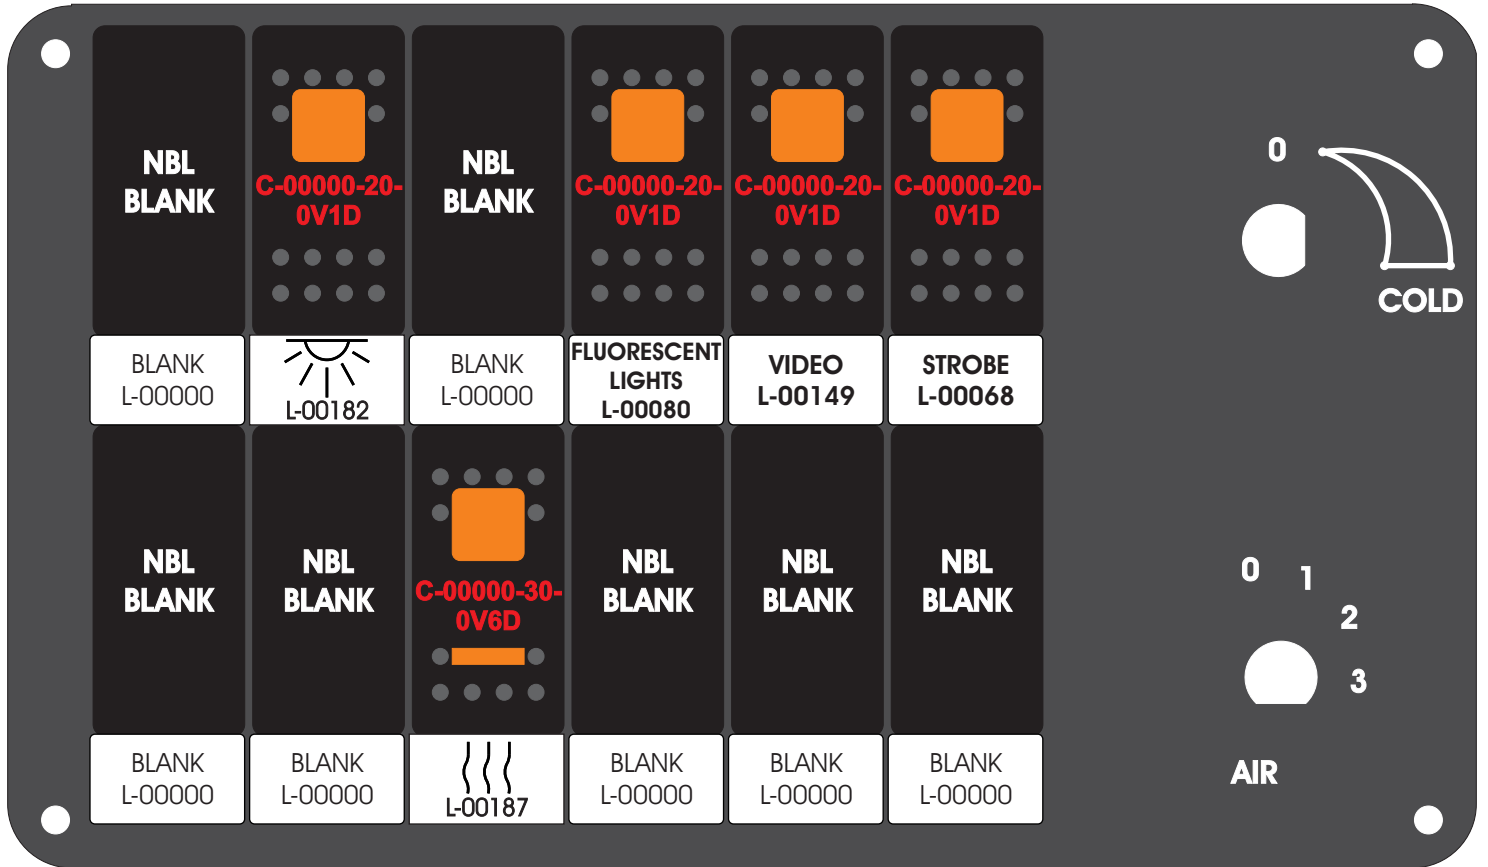 NBL
BLANK
C-00000-20-
0V1D
NBL
BLANK
C-00000-20-
0V1D
C-00000-20-
0V1D
C-00000-20-
0V1D
BLANK
L-00000
L-00182
BLANK
L-00000
FLUORESCENT
LIGHTS
L-00080
VIDEO
L-00149
STROBE
L-00068
0
COLD
NBL
BLANK
NBL
BLANK
C-00000-30-
0V6D
NBL
BLANK
NBL
BLANK
NBL
BLANK
BLANK
L-00000
BLANK
L-00000
L-00187
BLANK
L-00000
BLANK
L-00000
BLANK
L-00000
0
1
2
3
AIR